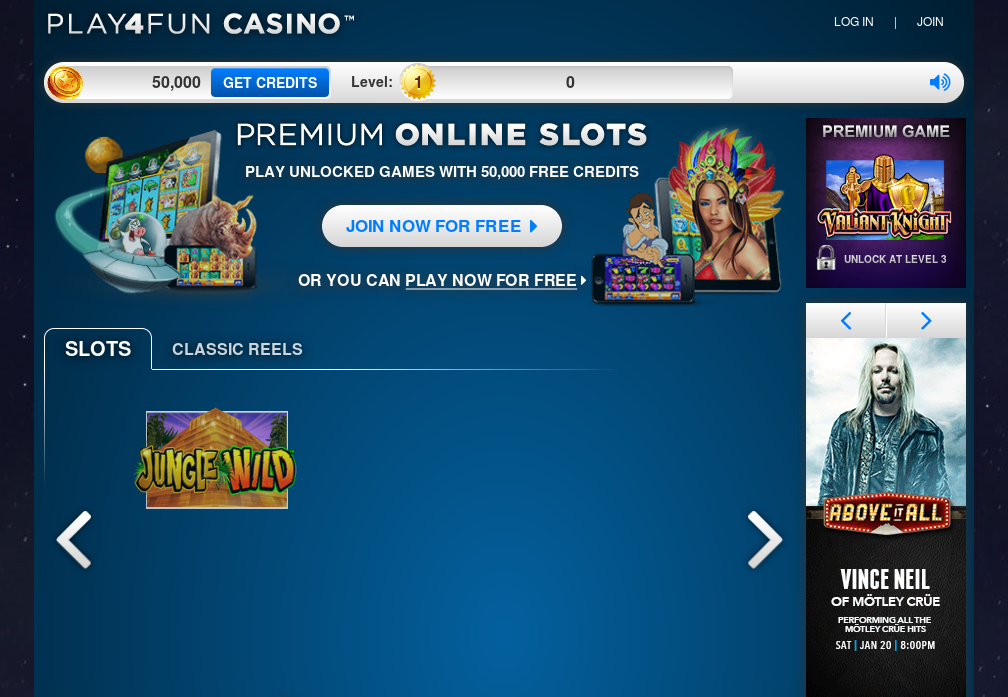 PLAY4FUN CASINO™
LOG IN | JOIN
50,000 GET CREDITS Level: 1 0
PREMIUM ONLINE SLOTS
PLAY UNLOCKED GAMES WITH 50,000 FREE CREDITS
JOIN NOW FOR FREE
OR YOU CAN PLAY NOW FOR FREE
PREMIUM GAME
VALIANT KNIGHT
UNLOCK AT LEVEL 3
SLOTS CLASSIC REELS
JUNGLE WILD
ABOVE IT ALL
VINCE NEIL
OF MÖTLEY CRÜE
PERFORMING ALL THE
MÖTLEY CRÜE HITS
SAT | JAN 20 | 8:00PM